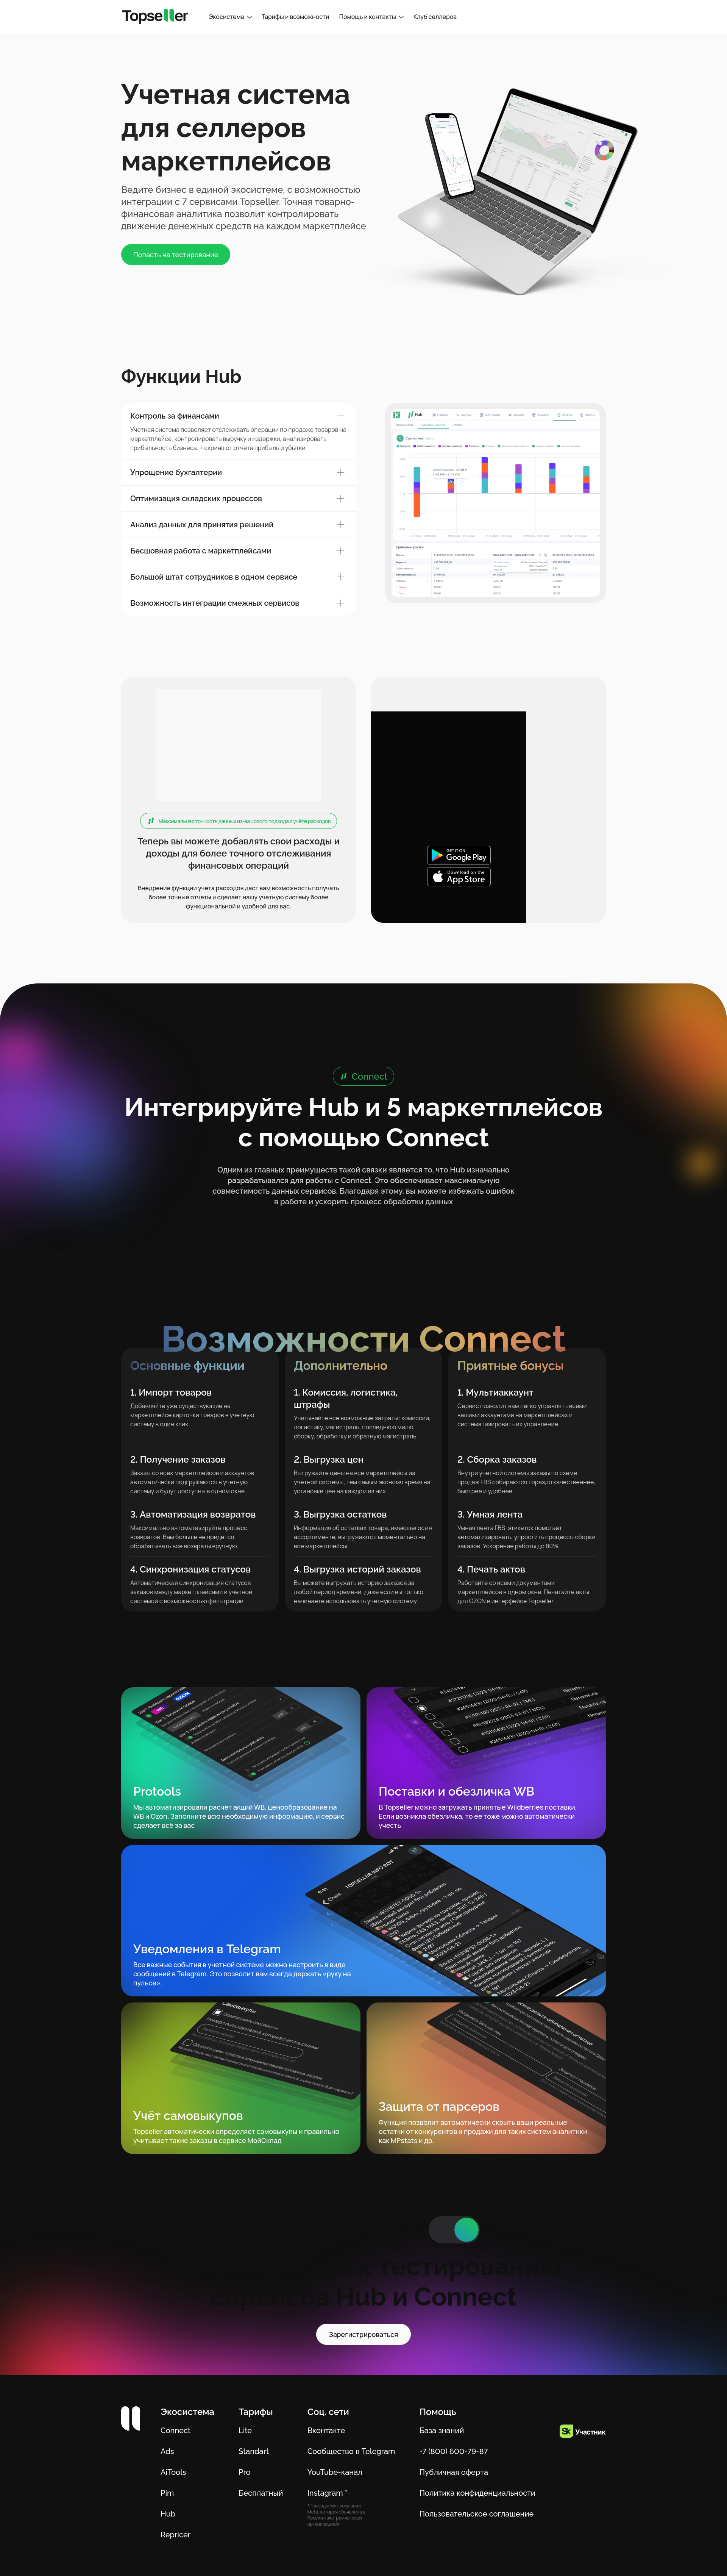 Topseller
Экосистема
Тарифы и возможности
Помощь и контакты
Клуб селлеров
Учетная система
для селлеров
маркетплейсов
Ведите бизнес в единой экосистеме, с возможностью
интеграции с 7 сервисами Topseller. Точная товарно-
финансовая аналитика позволит контролировать
движение денежных средств на каждом маркетплейсе
Попасть на тестирование
Функции Hub
Контроль за финансами
Учетная система позволяет отслеживать операции по продаже товаров на
маркетплейсе, контролировать выручку и издержки, анализировать
прибыльность бизнеса. + скриншот отчета прибыль и убытки
Упрощение бухгалтерии
Оптимизация складских процессов
Анализ данных для принятия решений
Бесшовная работа с маркетплейсами
Большой штат сотрудников в одном сервисе
Возможность интеграции смежных сервисов
Hub
Максимальная точность данных из-за нового подхода в учёте расходов
Теперь вы можете добавлять свои расходы и
доходы для более точного отслеживания
финансовых операций
Внедрение функции учёта расходов даст вам возможность получать
более точные отчеты и сделает нашу учетную систему более
функциональной и удобной для вас.
GET IT ON
Google Play
Download on the
App Store
Connect
Интегрируйте Hub и 5 маркетплейсов
с помощью Connect
Одним из главных преимуществ такой связки является то, что Hub изначально
разрабатывался для работы с Connect. Это обеспечивает максимальную
совместимость данных сервисов. Благодаря этому, вы можете избежать ошибок
в работе и ускорить процесс обработки данных
Возможности Connect
Основные функции
1. Импорт товаров
Добавляйте уже существующие на
маркетплейсе карточки товаров в учетную
систему в один клик.
2. Получение заказов
Заказы со всех маркетплейсов и аккаунтов
автоматически подгружаются в учетную
систему и будут доступны в одном окне.
3. Автоматизация возвратов
Максимально автоматизируйте процесс
возвратов. Вам больше не придется
обрабатывать все возвраты вручную.
4. Синхронизация статусов
Автоматическая синхронизация статусов
заказов между маркетплейсами и учетной
системой с возможностью фильтрации.
Дополнительно
1. Комиссия, логистика,
штрафы
Учитывайте все возможные затраты: комиссии,
логистику, магистраль, последнюю милю,
сборку, обработку и обратную магистраль.
2. Выгрузка цен
Выгружайте цены на все маркетплейсы из
учетной системы, тем самым экономя время на
установке цен на каждом из них.
3. Выгрузка остатков
Информация об остатках товара, имеющегося в
ассортименте, выгружаются моментально на
все маркетплейсы.
4. Выгрузка историй заказов
Вы можете выгружать историю заказов за
любой период времени, даже если вы только
начинаете использовать учетную систему.
Приятные бонусы
1. Мультиаккаунт
Сервис позволит вам легко управлять всеми
вашими аккаунтами на маркетплейсах и
систематизировать их управление.
2. Сборка заказов
Внутри учетной системы заказы по схеме
продаж FBS собираются гораздо качественнее,
быстрее и удобнее.
3. Умная лента
Умная лента FBS-этикеток помогает
автоматизировать, упростить процессы сборки
заказов. Ускорение работы до 80%.
4. Печать актов
Работайте со всеми документами
маркетплейсов в одном окне. Печатайте акты
для OZON в интерфейсе Topseller.
Protools
Мы автоматизировали расчёт акций WB, ценообразование на
WB и Ozon. Заполните всю необходимую информацию, и сервис
сделает всё за вас
Поставки и обезличка WB
В Topseller можно загружать принятые Wildberries поставки.
Если возникла обезличка, то ее тоже можно автоматически
учесть
Уведомления в Telegram
Все важные события в учетной системе можно настроить в виде
сообщений в Telegram. Это позволит вам всегда держать «руку на
пульсе».
Учёт самовыкупов
Topseller автоматически определяет самовыкупы и правильно
учитывает такие заказы в сервисе МойСклад
Защита от парсеров
Функция позволит автоматически скрыть ваши реальные
остатки от конкурентов и продажи для таких систем аналитики
как MPstats и др.
к тестированию
сервисов Hub и Connect
Зарегистрироваться
Экосистема
Connect
Ads
AiTools
Pim
Hub
Repricer
Тарифы
Lite
Standart
Pro
Бесплатный
Соц. сети
Вконтакте
Сообщество в Telegram
YouTube-канал
Instagram *
*Принадлежит компании
Meta, которая объявлена в
России «экстремистской
организацией»
Помощь
База знаний
+7 (800) 600-79-87
Публичная оферта
Политика конфиденциальности
Пользовательское соглашение
Sk Участник